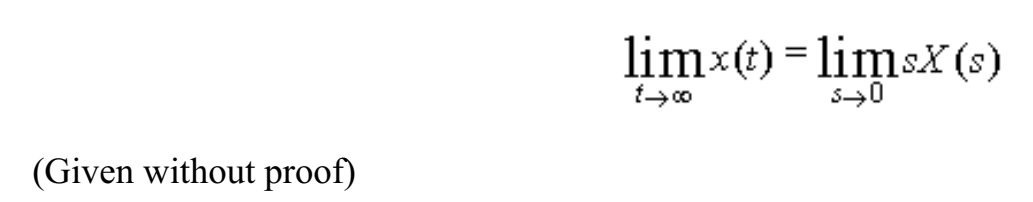 lim x(t) = lim sX(s)
t→∞ s→0
(Given without proof)